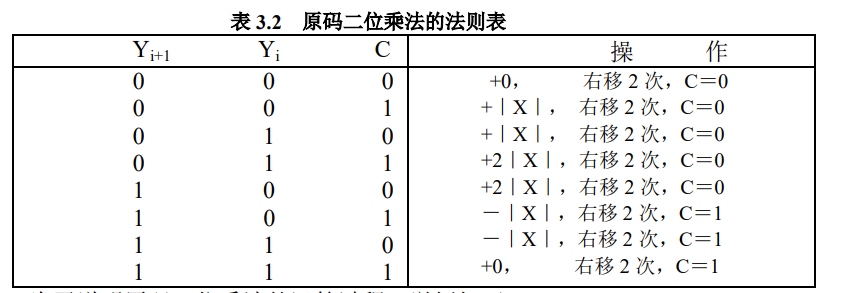 表 3.2 原码二位乘法的法则表
Yi+1 Yi C 操 作
0 0 0 +0， 右移 2 次，C＝0
0 0 1 +｜X｜， 右移 2 次，C＝0
0 1 0 +｜X｜， 右移 2 次，C＝0
0 1 1 +2｜X｜，右移 2 次，C＝0
1 0 0 +2｜X｜，右移 2 次，C＝0
1 0 1 －｜X｜，右移 2 次，C＝1
1 1 0 －｜X｜，右移 2 次，C＝1
1 1 1 +0， 右移 2 次，C＝1